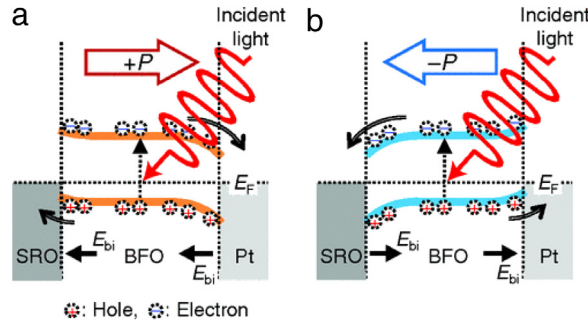 a
b
Incident
light
+P
Incident
light
–P
E_F
E_F
SRO
E_bi
BFO
E_bi
Pt
SRO
E_bi
BFO
E_bi
Pt
: Hole, : Electron